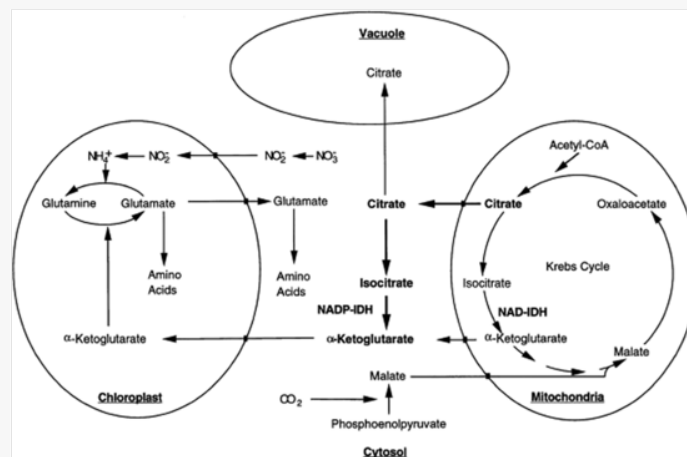 Vacuole
Citrate
NH₄⁺ NO₂⁻ NO₂⁻ NO₃⁻
Acetyl-CoA
Glutamine Glutamate Glutamate Citrate Citrate Oxaloacetate
Amino
Acids
Amino
Acids
Isocitrate Isocitrate Krebs Cycle
NADP-IDH NAD-IDH
α-Ketoglutarate α-Ketoglutarate α-Ketoglutarate
Malate
Malate
Chloroplast Mitochondria
CO₂
Phosphoenolpyruvate
Cytosol